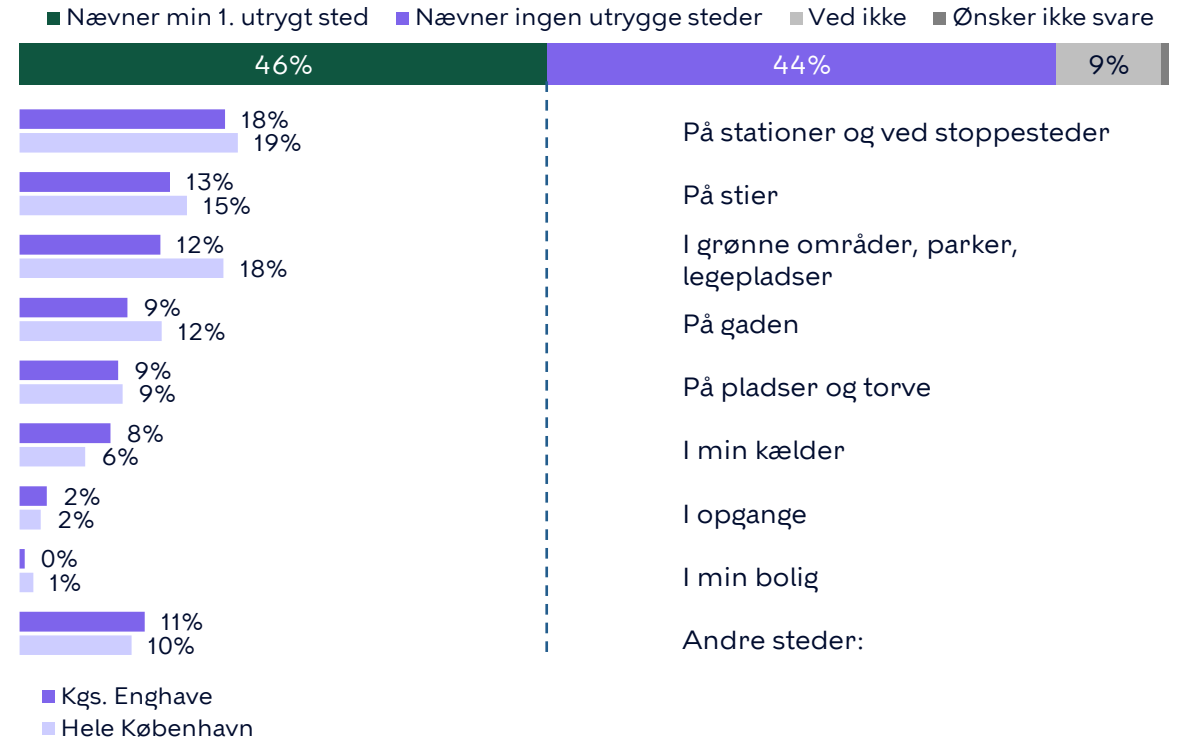 Nævner min 1. utrygt sted Nævner ingen utrygge steder Ved ikke Ønsker ikke svare
46% 44% 9%
18%
19%
På stationer og ved stoppesteder
13%
15%
På stier
12%
18%
I grønne områder, parker,
legepladser
9%
12%
På gaden
9%
9%
På pladser og torve
8%
6%
I min kælder
2%
2%
I opgange
0%
1%
I min bolig
11%
10%
Andre steder:
Kgs. Enghave
Hele København